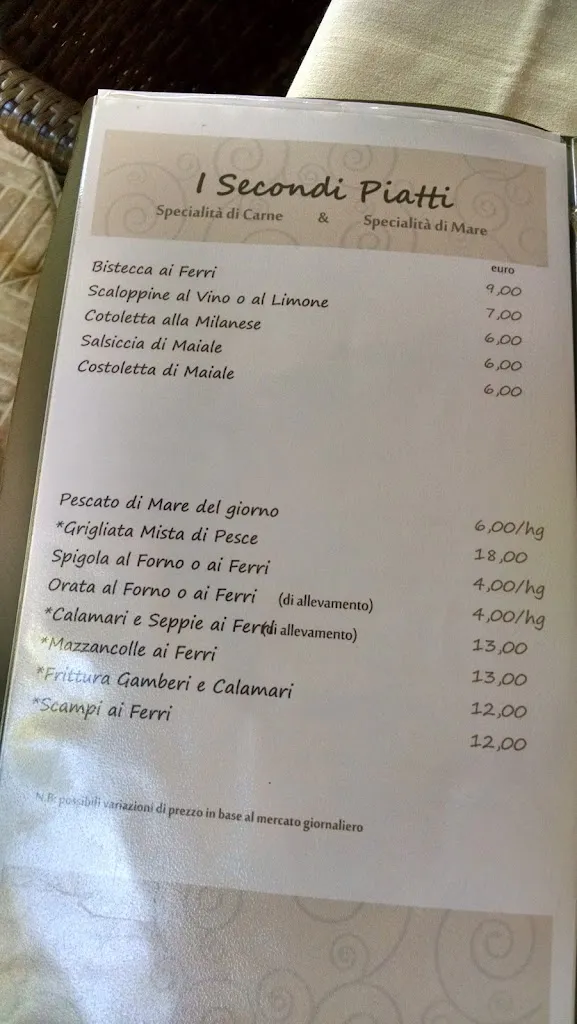 I Secondi Piatti
Specialità di Carne & Specialità di Mare
euro
Bistecca ai Ferri 9,00
Scaloppine al Vino o al Limone 7,00
Cotoletta alla Milanese 6,00
Salsiccia di Maiale 6,00
Costoletta di Maiale 6,00
Pescato di Mare del giorno 6,00/hg
*Grigliata Mista di Pesce 18,00
Spigola al Forno o ai Ferri (di allevamento) 4,00/hg
Orata al Forno o ai Ferri (di allevamento) 4,00/hg
*Calamari e Seppie ai Ferri 13,00
*Mazzancolle ai Ferri 13,00
*Frittura Gamberi e Calamari 12,00
*Scampi ai Ferri 12,00
N.B: possibili variazioni di prezzo in base al mercato giornaliero